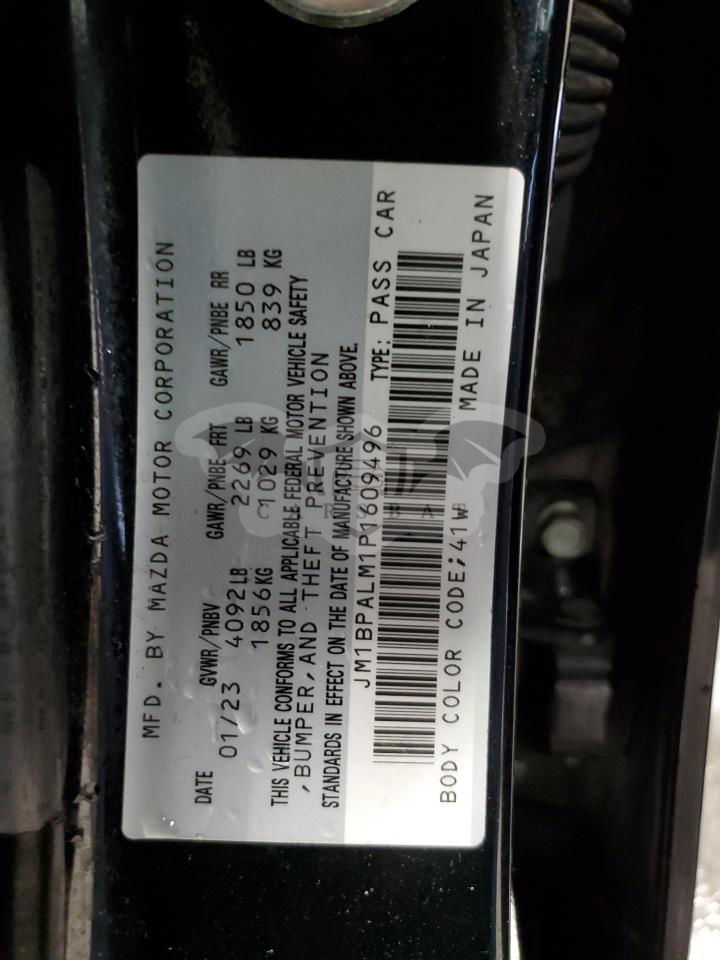 MFD. BY MAZDA MOTOR CORPORATION
DATE GVWR/PNBV GAWR/PNBE FRT GAWR/PNBE RR
01/23 4092LB 2269 LB 1850 LB
1856KG 1029 KG 839 KG
THIS VEHICLE CONFORMS TO ALL APPLICABLE FEDERAL MOTOR VEHICLE SAFETY
,BUMPER,AND THEFT PREVENTION
STANDARDS IN EFFECT ON THE DATE OF MANUFACTURE SHOWN ABOVE.
JM1BPALM1P1609496 TYPE: PASS CAR
BODY COLOR CODE;41W MADE IN JAPAN